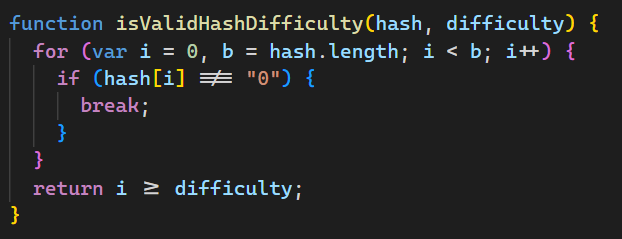 function isValidHashDifficulty(hash, difficulty) {
  for (var i = 0, b = hash.length; i < b; i++) {
    if (hash[i] !== "0") {
      break;
    }
  }
  return i >= difficulty;
}